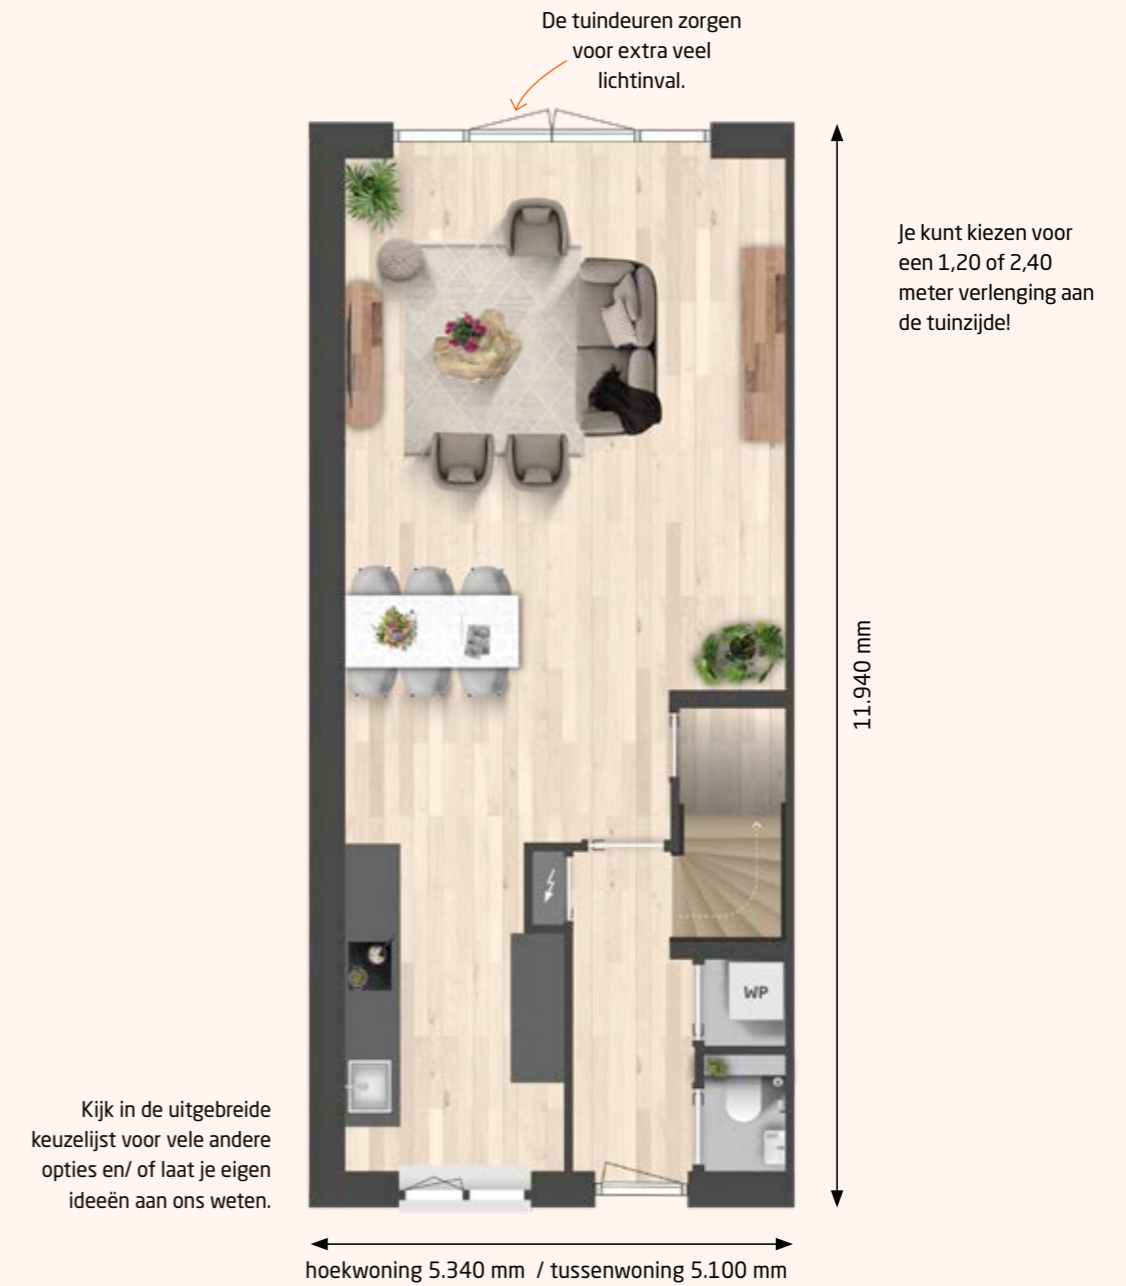 De tuindeuren zorgen
voor extra veel
lichtinval.
Je kunt kiezen voor
een 1,20 of 2,40
meter verlenging aan
de tuinzijde!
11.940 mm
WP
Kijk in de uitgebreide
keuzelijst voor vele andere
opties en/ of laat je eigen
ideeën aan ons weten.
hoekwoning 5.340 mm / tussenwoning 5.100 mm